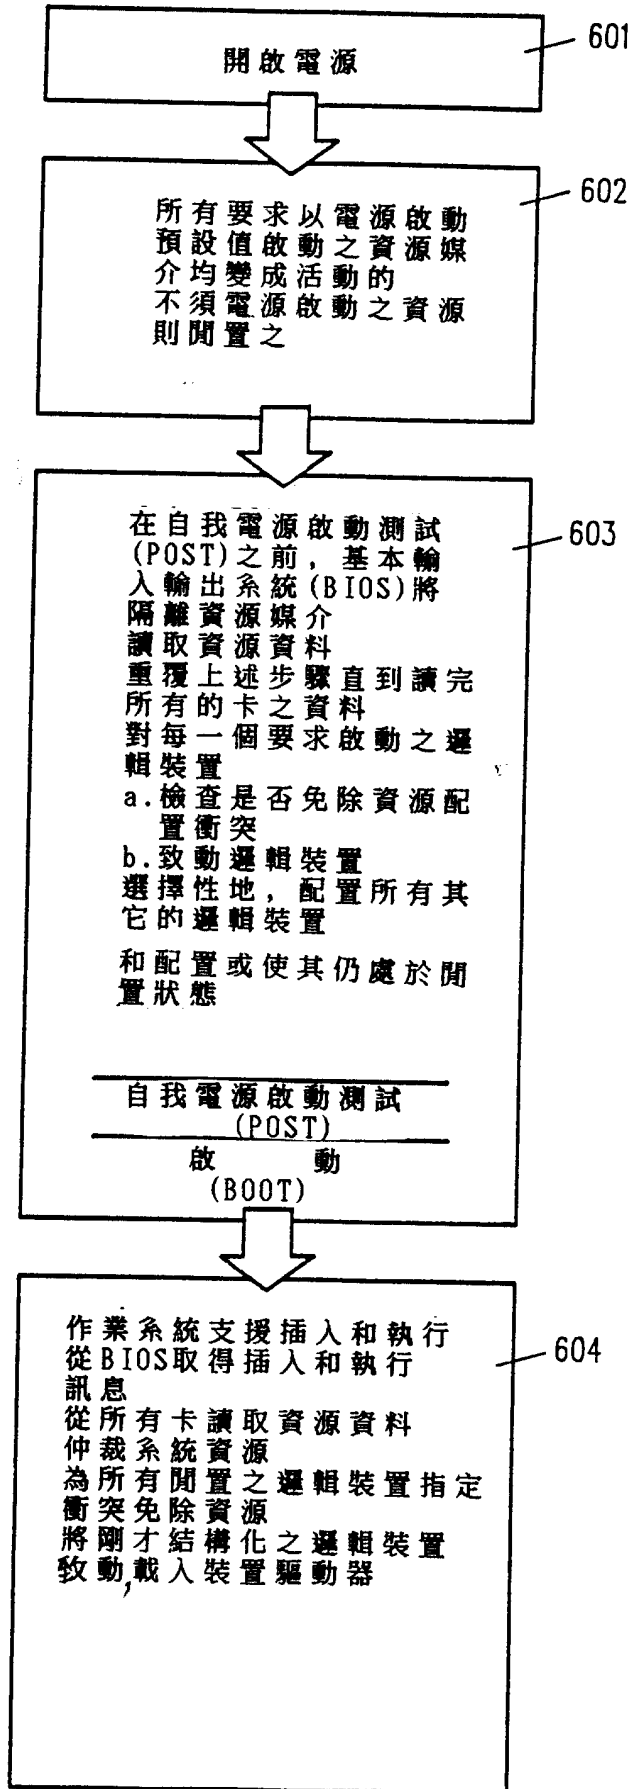 開啟電源
601
所有要求以電源啟動
預設值啟動之資源媒
介均變成活動的
不須電源啟動之資源
則閒置之
602
在自我電源啟動測試
(POST)之前，基本輸
入輸出系統(BIOS)將
隔離資源媒介
讀取資源資料
重覆上述步驟直到讀完
所有的卡之資料
對每一個要求啟動之邏
輯裝置
a.檢查是否免除資源配
置衝突
b.致動邏輯裝置
選擇性地，配置所有其
它的邏輯裝置
和配置或使其仍處於閒
置狀態
603
自我電源啟動測試
(POST)
啟動
(BOOT)
作業系統支援插入和執行
從BIOS取得插入和執行
訊息
從所有卡讀取資源資料
仲裁系統資源
為所有閒置之邏輯裝置指定
衝突免除資源
將剛才結構化之邏輯裝置
致動,載入裝置驅動器
604